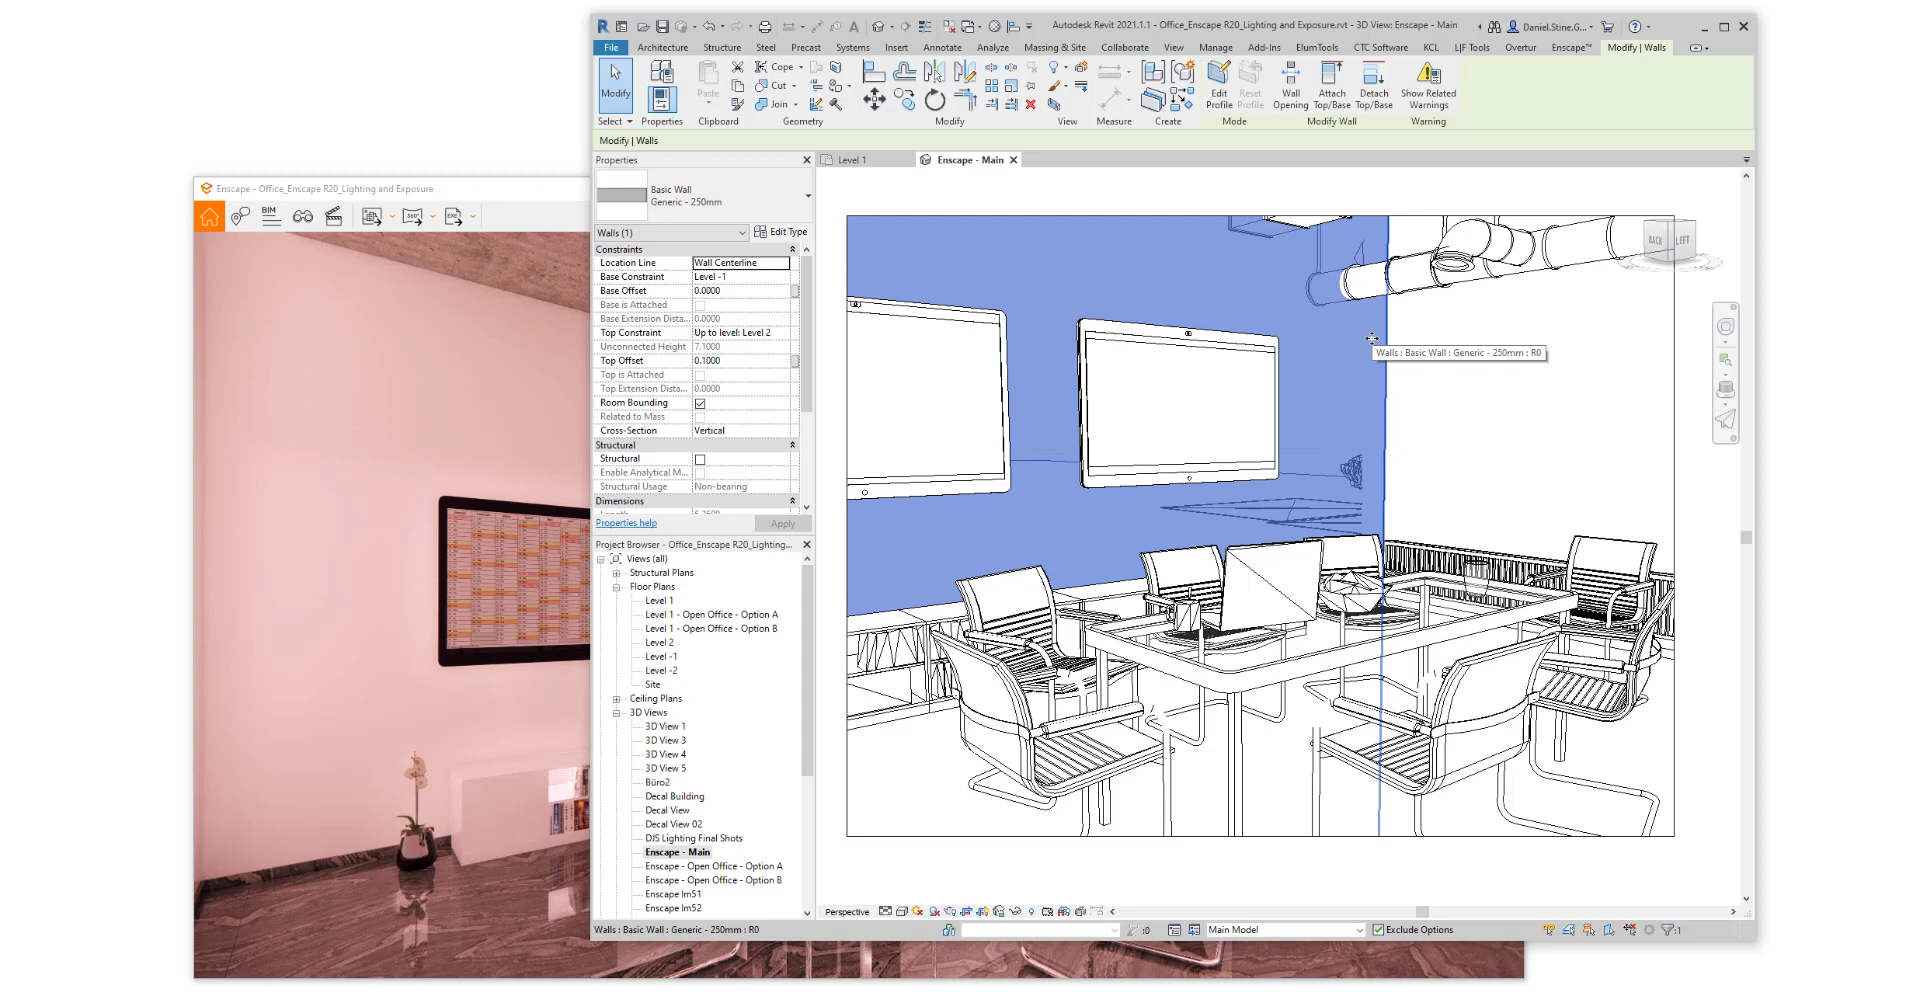 Autodesk Revit 2021.1.1 - Office_Enscape R20_Lighting and Exposure.rvt - 3D View: Enscape - Main
Daniel.Stine.G...
File Architecture Structure Steel Precast Systems Insert Annotate Analyze Massing & Site Collaborate View Manage Add-Ins ElumTools CTC Software KCL LJF Tools Overtur Enscape™ Modify | Walls
Modify
Paste
Cope
Cut
Join
Edit Profile
Reset Profile
Wall Opening
Attach Top/Base
Detach Top/Base
Show Related Warnings
Select Properties Clipboard Geometry Modify View Measure Create Mode Modify Wall Warning
Modify | Walls
Properties
Level 1
Enscape - Main
Basic Wall
Generic - 250mm
Walls (1)
Edit Type
Constraints
Location Line Wall Centerline
Base Constraint Level -1
Base Offset 0.0000
Base is Attached
Base Extension Dista... 0.0000
Top Constraint Up to level: Level 2
Unconnected Height 7.1000
Top Offset 0.1000
Top is Attached
Top Extension Dista... 0.0000
Room Bounding
Related to Mass
Cross-Section Vertical
Structural
Structural
Enable Analytical M...
Structural Usage Non-bearing
Dimensions
Properties help
Apply
Project Browser - Office_Enscape R20_Lighting...
Views (all)
Structural Plans
Floor Plans
Level 1
Level 1 - Open Office - Option A
Level 1 - Open Office - Option B
Level 2
Level -1
Level -2
Site
Ceiling Plans
3D Views
3D View 1
3D View 3
3D View 4
3D View 5
Büro2
Decal Building
Decal View
Decal View 02
DJS Lighting Final Shots
Enscape - Main
Enscape - Open Office - Option A
Enscape - Open Office - Option B
Enscape Im51
Enscape Im52
BACK
LEFT
Walls : Basic Wall : Generic - 250mm : R0
Perspective
Walls : Basic Wall : Generic - 250mm : R0
:0
Main Model
Exclude Options
:1
Enscape - Office_Enscape R20_Lighting and Exposure
BIM
360°
EXE